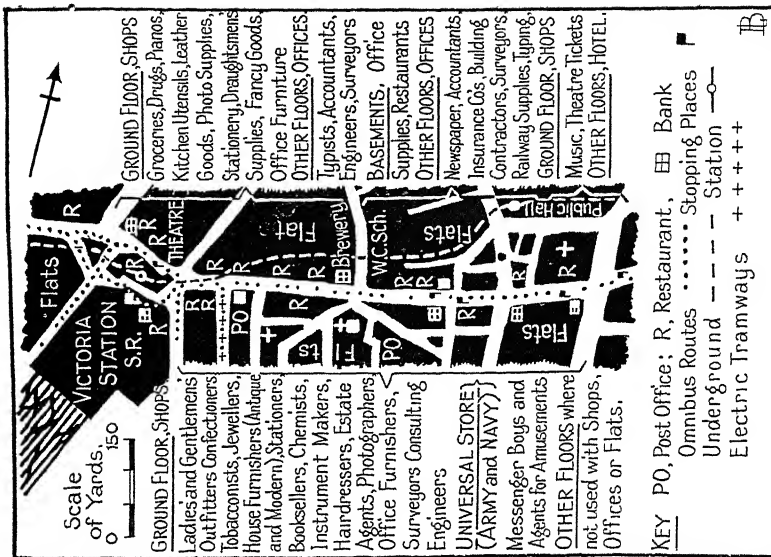 Scale
of Yards.
0 150
GROUND FLOOR, SHOPS.
Ladies' and Gentlemens'
Outfitters Confectioners
Tobacconists, Jewellers,
House Furnishers (Antique
and Modern), Stationers
Booksellers, Chemists,
Instrument Makers,
Hairdressers, Estate
Agents, Photographers
Office Furnishers,
Surveyors Consulting
Engineers
UNIVERSAL STORE
(ARMY and NAVY)
Messenger Boys and
Agents for Amusements
OTHER FLOORS where
not used with Shops,
Offices or Flats.
VICTORIA
STATION
S.R.
Flats
R
R
R
R
R
R
R
THEATRE
R
R
R
R
PO
R
R
R
Flat
Brewery
ts
Fl
PO
W.C. Sch.
R
R
Flats
R
R
R
Public Hall
Flats
GROUND FLOOR, SHOPS
Groceries, Drugs, Pianos,
Kitchen Utensils, Leather
Goods, Photo Supplies,
Stationery, Draughtsmens'
Supplies, Fancy Goods,
Office Furniture
OTHER FLOORS, OFFICES.
Typists, Accountants,
Engineers, Surveyors
BASEMENTS, Office
Supplies, Restaurants
OTHER FLOORS, OFFICES
Newspaper, Accountants,
Insurance Co's, Building
Contractors, Surveyors,
Railway Supplies, Typing,
GROUND FLOOR, SHOPS
Music, Theatre Tickets
OTHER FLOORS, HOTEL.
KEY PO, Post Office; R, Restaurant, Bank
Omnibus Routes Stopping Places
Underground Station
Electric Tramways